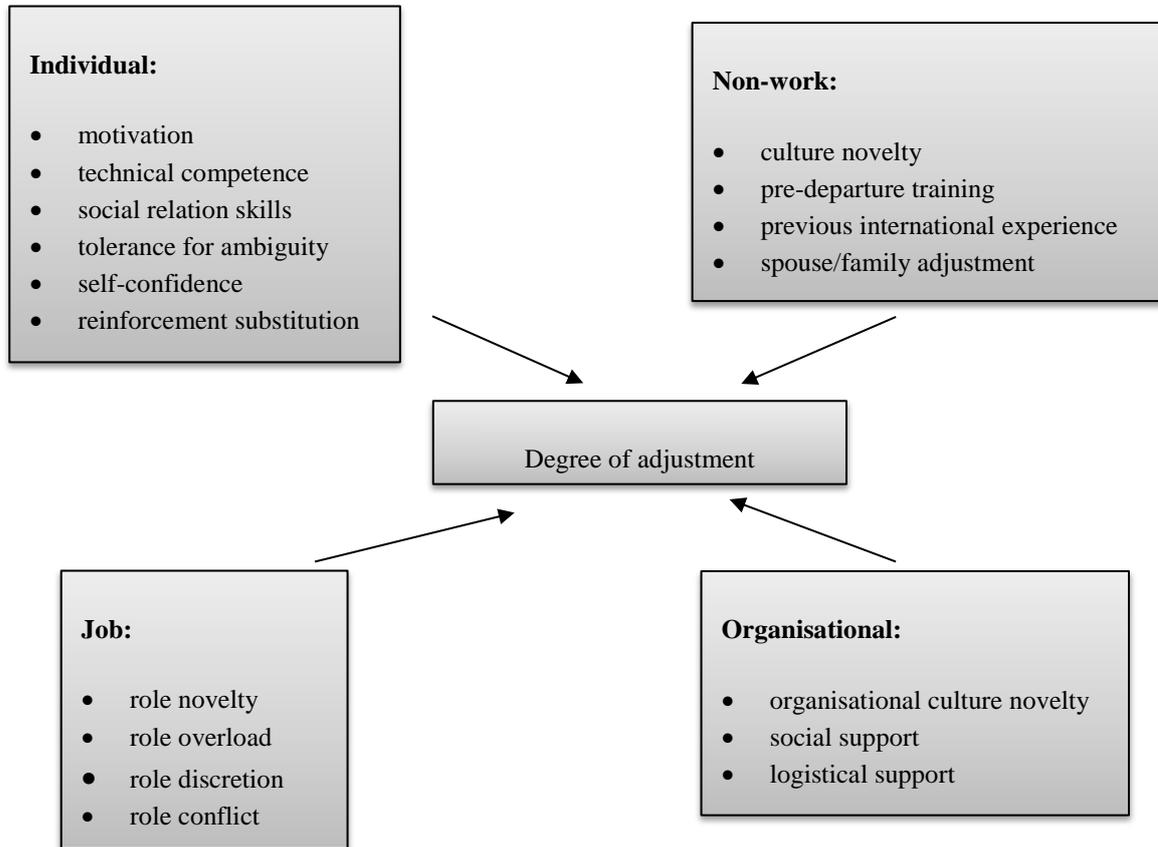 Individual:
• motivation
• technical competence
• social relation skills
• tolerance for ambiguity
• self-confidence
• reinforcement substitution
Non-work:
• culture novelty
• pre-departure training
• previous international experience
• spouse/family adjustment
Degree of adjustment
Job:
• role novelty
• role overload
• role discretion
• role conflict
Organisational:
• organisational culture novelty
• social support
• logistical support